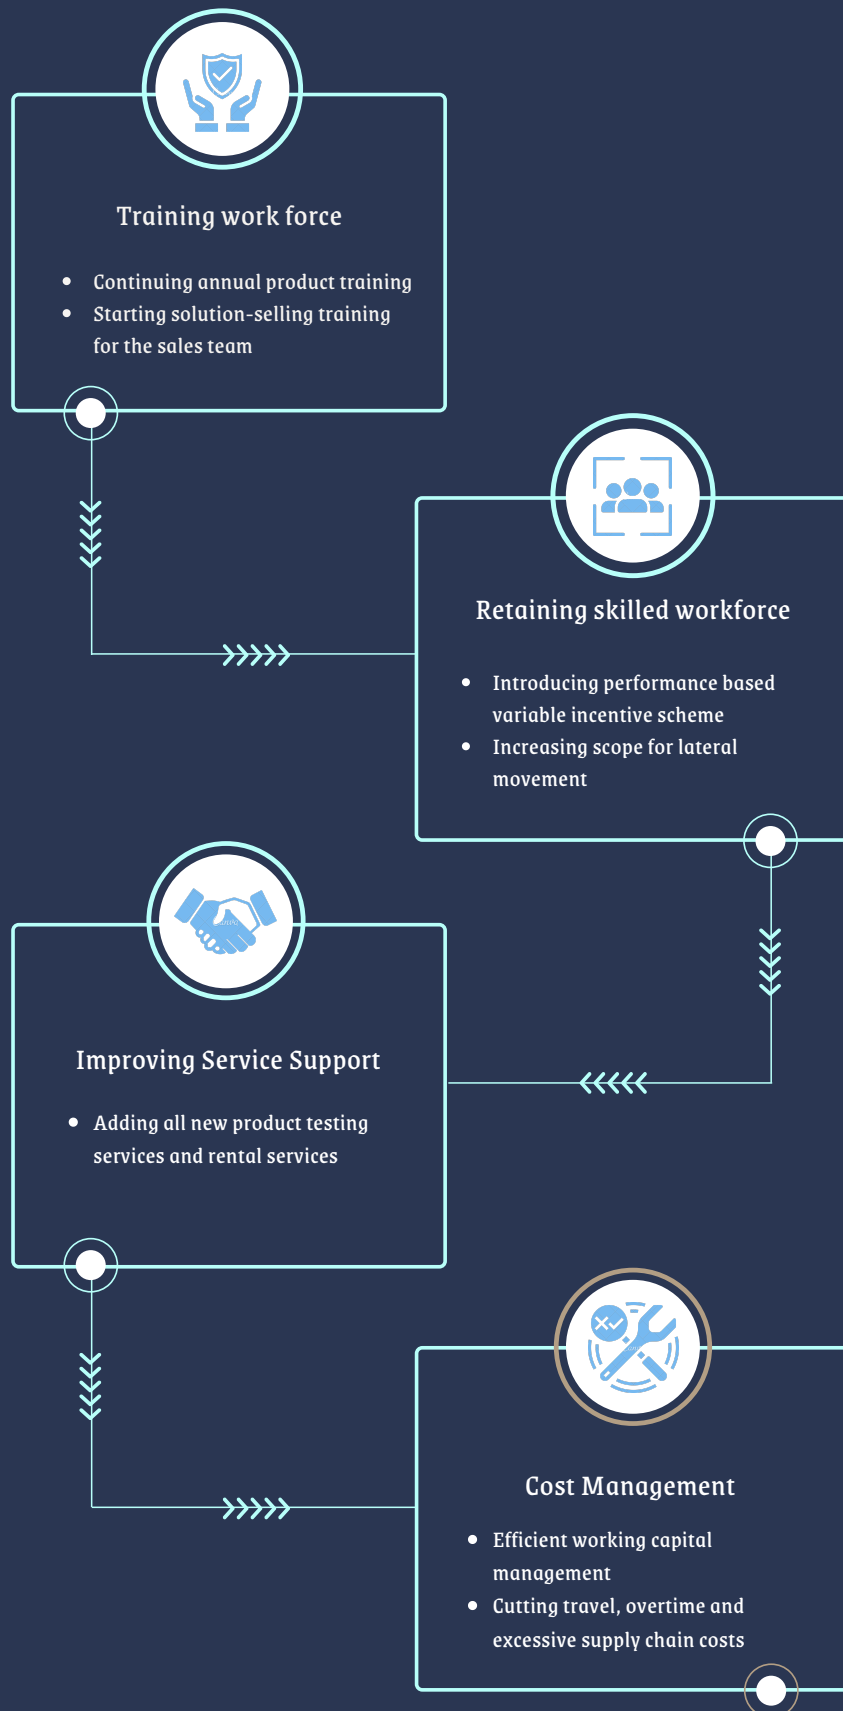 Training work force
• Continuing annual product training
• Starting solution-selling training
for the sales team
Retaining skilled workforce
• Introducing performance based
variable incentive scheme
• Increasing scope for lateral
movement
Improving Service Support
• Adding all new product testing
services and rental services
Cost Management
• Efficient working capital
management
• Cutting travel, overtime and
excessive supply chain costs